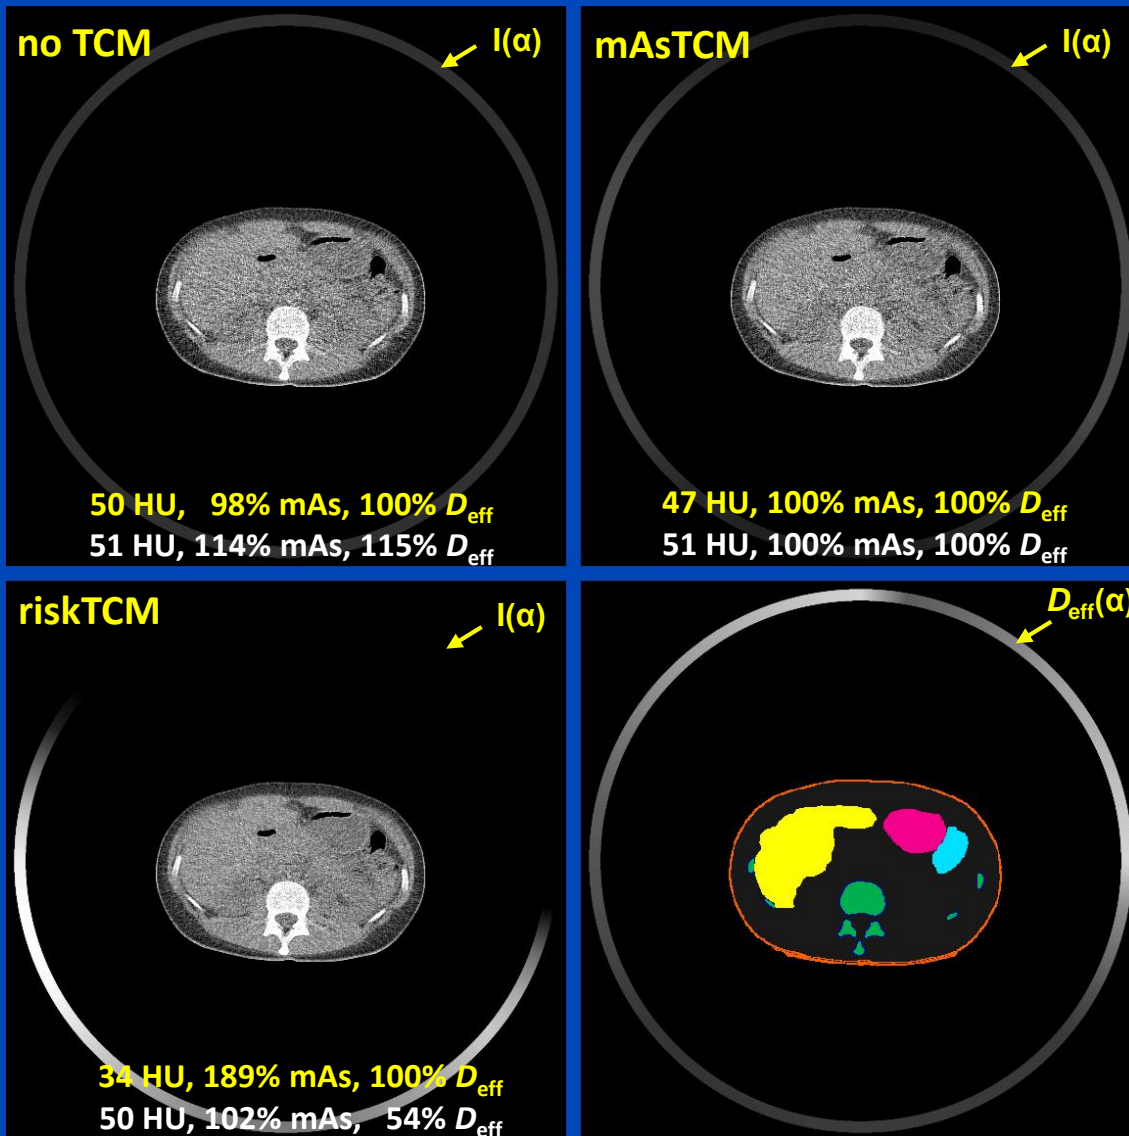 no TCM
I(α)
50 HU, 98% mAs, 100% Deff
51 HU, 114% mAs, 115% Deff
mAsTCM
I(α)
47 HU, 100% mAs, 100% Deff
51 HU, 100% mAs, 100% Deff
riskTCM
I(α)
34 HU, 189% mAs, 100% Deff
50 HU, 102% mAs, 54% Deff
Deff(α)